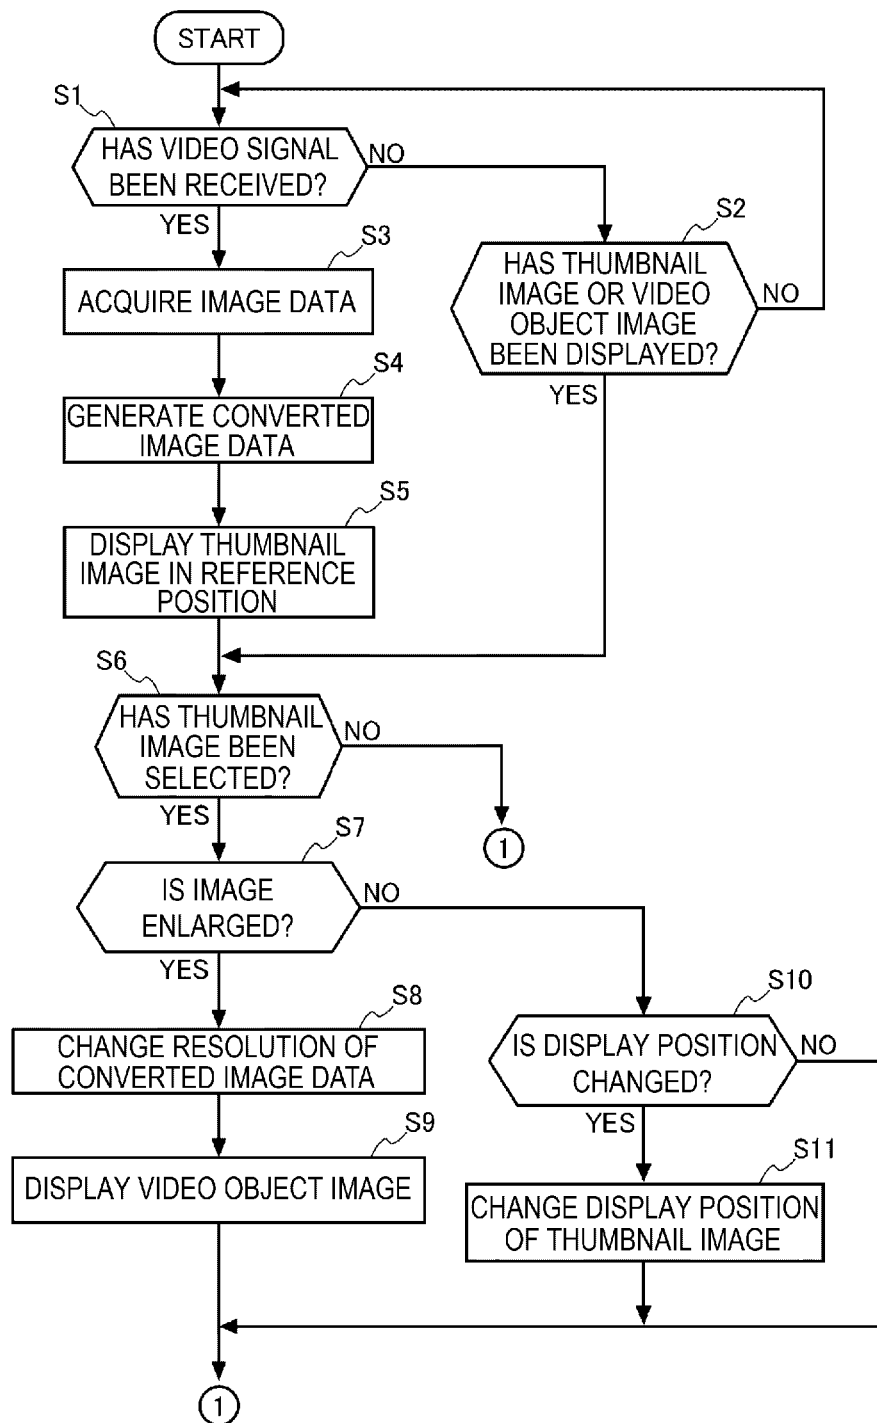 START
S1
HAS VIDEO SIGNAL
BEEN RECEIVED?
NO
YES
S2
HAS THUMBNAIL
IMAGE OR VIDEO
OBJECT IMAGE
BEEN DISPLAYED?
NO
YES
S3
ACQUIRE IMAGE DATA
S4
GENERATE CONVERTED
IMAGE DATA
S5
DISPLAY THUMBNAIL
IMAGE IN REFERENCE
POSITION
S6
HAS THUMBNAIL
IMAGE BEEN
SELECTED?
NO
YES
1
S7
IS IMAGE
ENLARGED?
NO
YES
S8
CHANGE RESOLUTION OF
CONVERTED IMAGE DATA
S9
DISPLAY VIDEO OBJECT IMAGE
S10
IS DISPLAY POSITION
CHANGED?
NO
YES
S11
CHANGE DISPLAY POSITION
OF THUMBNAIL IMAGE
1